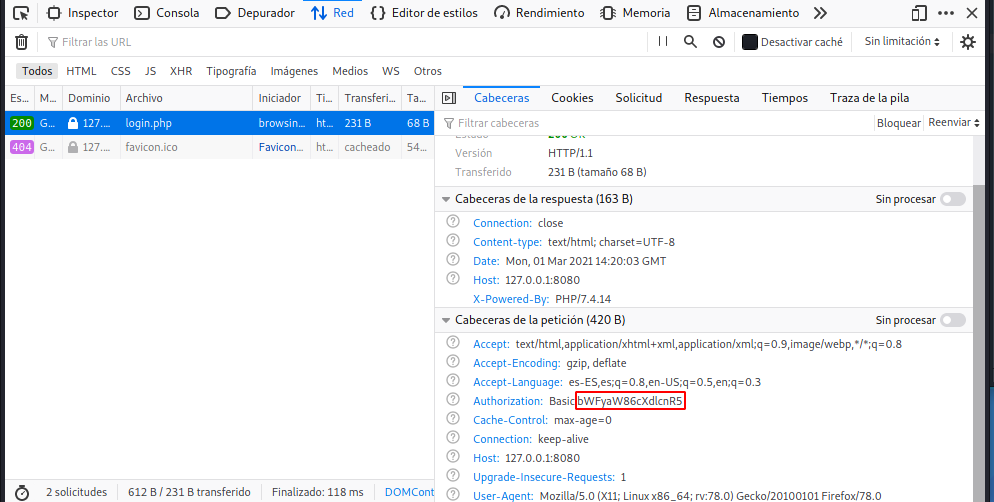 Inspector Consola Depurador Red Editor de estilos Rendimiento Memoria Almacenamiento
Filtrar las URL Desactivar caché Sin limitación
Todos HTML CSS JS XHR Tipografía Imágenes Medios WS Otros
Es... M... Dominio Archivo Iniciador Ti... Transferi... Ta...
200 G... 127.... login.php browsin... ht... 231 B 68 B
404 G... 127.... favicon.ico Favicon... ht... cacheado 54...
Cabeceras Cookies Solicitud Respuesta Tiempos Traza de la pila
Filtrar cabeceras Bloquear Reenviar
Estado 200 OK
Versión HTTP/1.1
Transferido 231 B (tamaño 68 B)
Cabeceras de la respuesta (163 B) Sin procesar
Connection: close
Content-type: text/html; charset=UTF-8
Date: Mon, 01 Mar 2021 14:20:03 GMT
Host: 127.0.0.1:8080
X-Powered-By: PHP/7.4.14
Cabeceras de la petición (420 B) Sin procesar
Accept: text/html,application/xhtml+xml,application/xml;q=0.9,image/webp,*/*;q=0.8
Accept-Encoding: gzip, deflate
Accept-Language: es-ES,es;q=0.8,en-US;q=0.5,en;q=0.3
Authorization: Basic bWFyaW86cXdlcnR5
Cache-Control: max-age=0
Connection: keep-alive
Host: 127.0.0.1:8080
Upgrade-Insecure-Requests: 1
User-Agent: Mozilla/5.0 (X11; Linux x86_64; rv:78.0) Gecko/20100101 Firefox/78.0
2 solicitudes 612 B / 231 B transferido Finalizado: 118 ms DOMCont